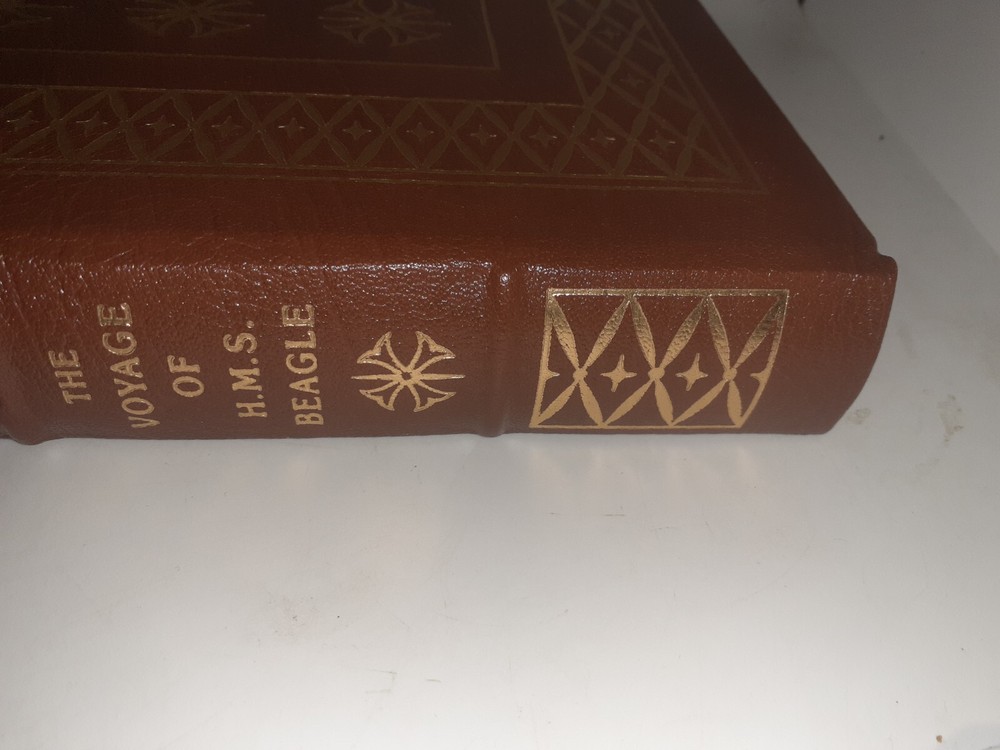 THE
VOYAGE
OF
H.M.S.
BEAGLE